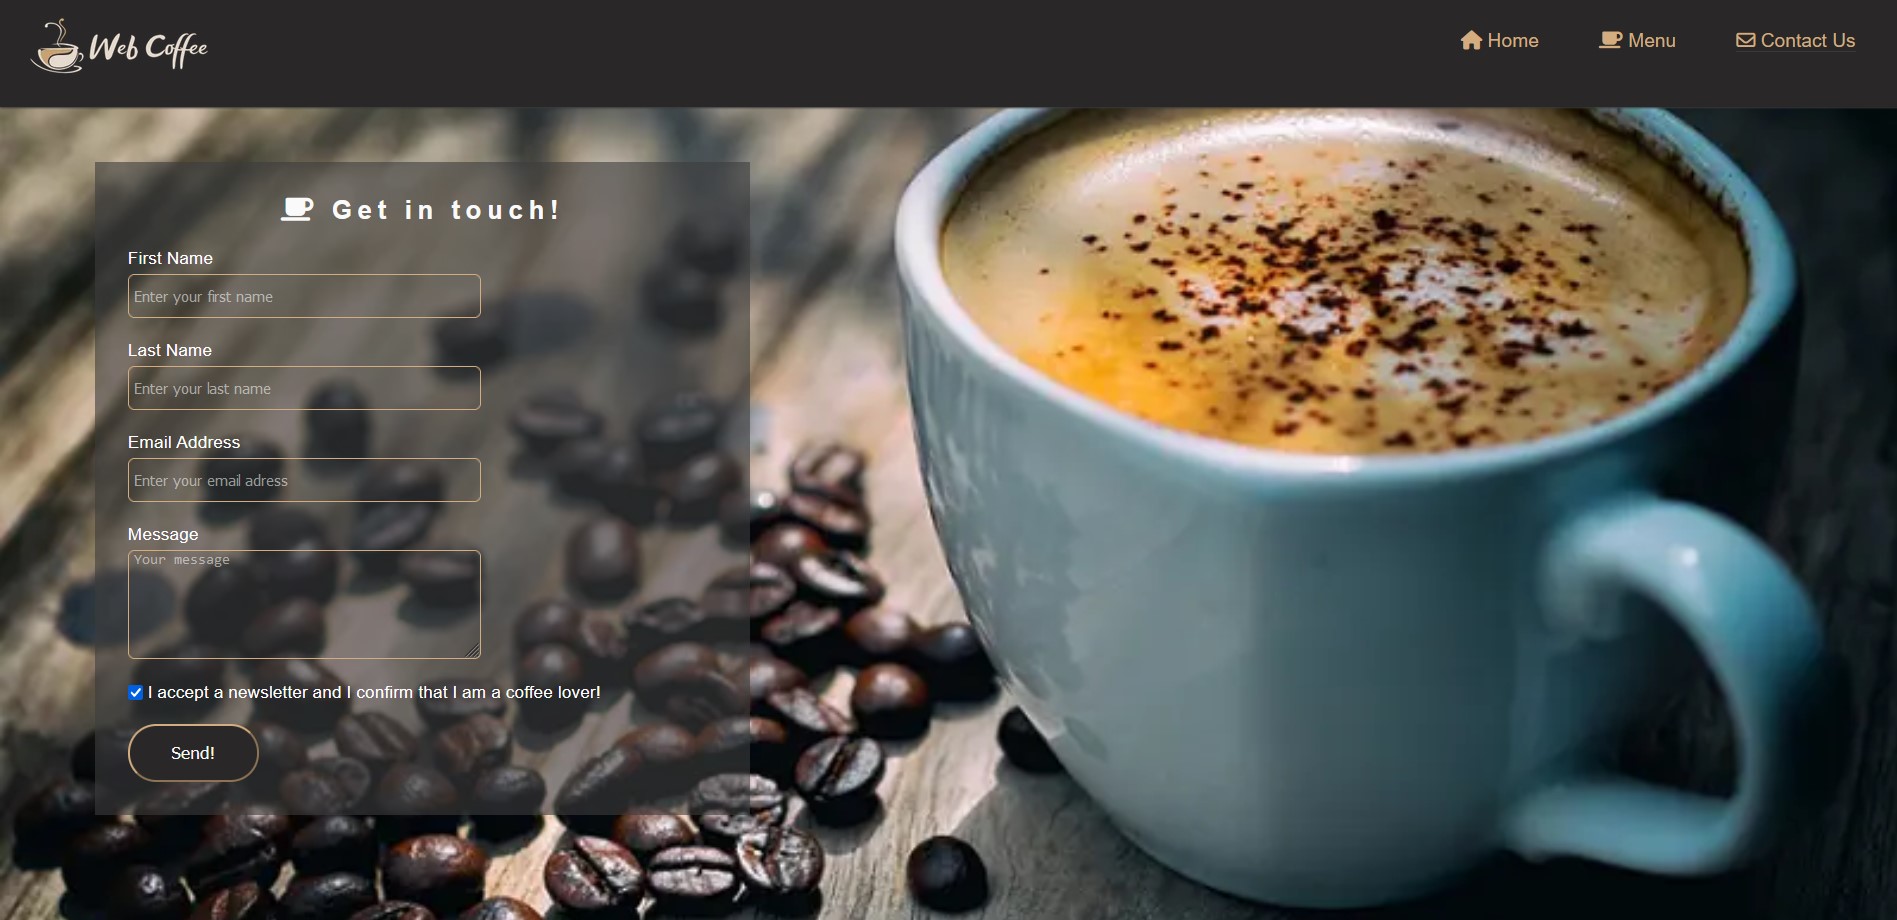 Web Coffee
Home
Menu
Contact Us
Get in touch!
First Name
Enter your first name
Last Name
Enter your last name
Email Address
Enter your email adress
Message
Your message
I accept a newsletter and I confirm that I am a coffee lover!
Send!